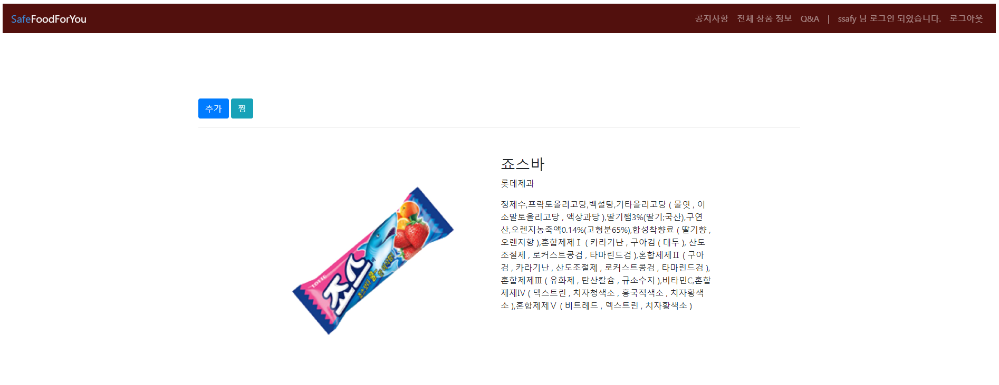 SafeFoodForYou
공지사항 전체 상품 정보 Q&A | ssafy 님 로그인 되었습니다. 로그아웃
추가 찜
죠스바
롯데제과
정제수,프락토올리고당,백설탕,기타올리고당 ( 물엿 , 이
소말토올리고당 , 액상과당 ),딸기쨈3%(딸기;국산),구연
산,오렌지농축액0.14%(고형분65%),합성착향료 ( 딸기향 ,
오렌지향 ),혼합제제Ⅰ ( 카라기난 , 구아검 ( 대두 ), 산도
조절제 , 로커스트콩검 , 타마린드검 ),혼합제제Ⅱ ( 구아
검 , 카라기난 , 산도조절제 , 로커스트콩검 , 타마린드검 ),
혼합제제Ⅲ ( 유화제 , 탄산칼슘 , 규소수지 ),비타민C,혼합
제제Ⅳ ( 덱스트린 , 치자청색소 , 홍국적색소 , 치자황색
소 ),혼합제제Ⅴ ( 비트레드 , 덱스트린 , 치자황색소 )
LOTTE
죠스